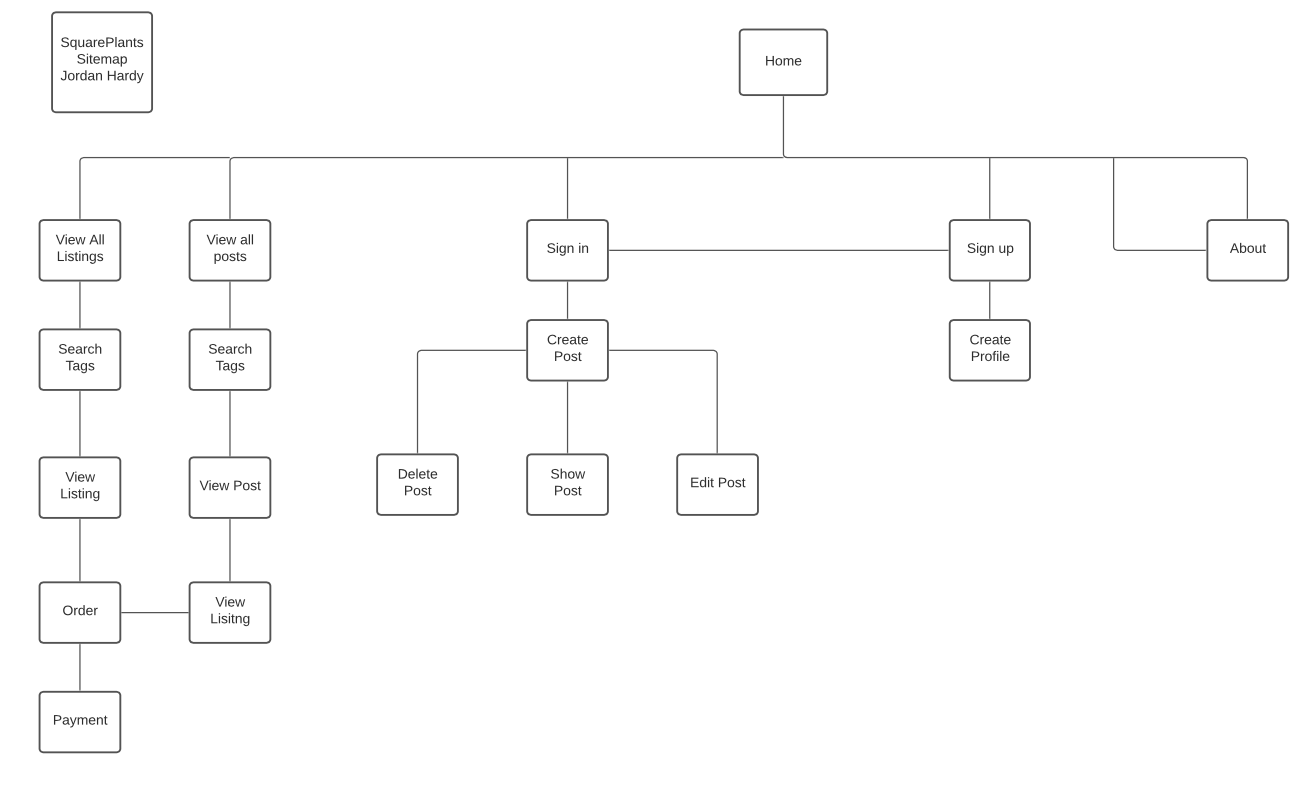 SquarePlants
Sitemap
Jordan Hardy
Home
View All
Listings
View all
posts
Sign in
Sign up
About
Search
Tags
Search
Tags
Create
Post
Create
Profile
View
Listing
View Post
Delete
Post
Show
Post
Edit Post
Order
View
Lisitng
Payment